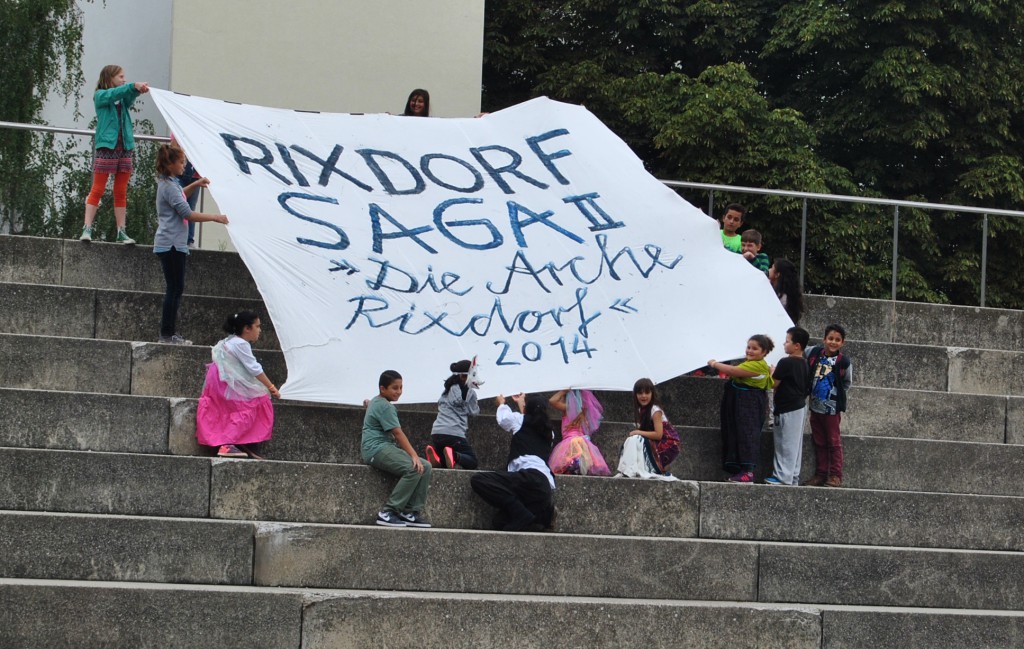 RIXDORF
SAGA II
»Die Arche
Rixdorf«
2014